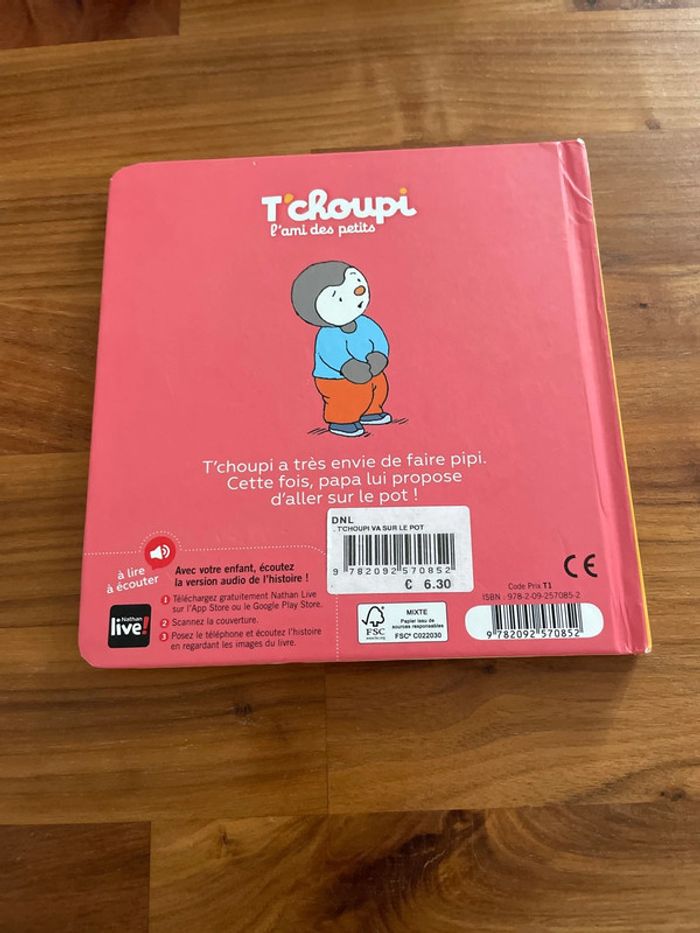 T'choupi
l'ami des petits
T'choupi a très envie de faire pipi.
Cette fois, papa lui propose
d'aller sur le pot !
DNL
. T'CHOUPI VA SUR LE POT
9 782092 570852
€ 6.30
à lire
à écouter
Avec votre enfant, écoutez
la version audio de l'histoire !
1 Téléchargez gratuitement Nathan Live
sur l'App Store ou le Google Play Store.
2 Scannez la couverture.
3 Posez le téléphone et écoutez l'histoire
en regardant les images du livre.
Nathan
live!
FSC
www.fsc.org
MIXTE
Papier issu de
sources responsables
FSC® C022030
CE
Code Prix T1
ISBN : 978-2-09-257085-2
9 782092 570852